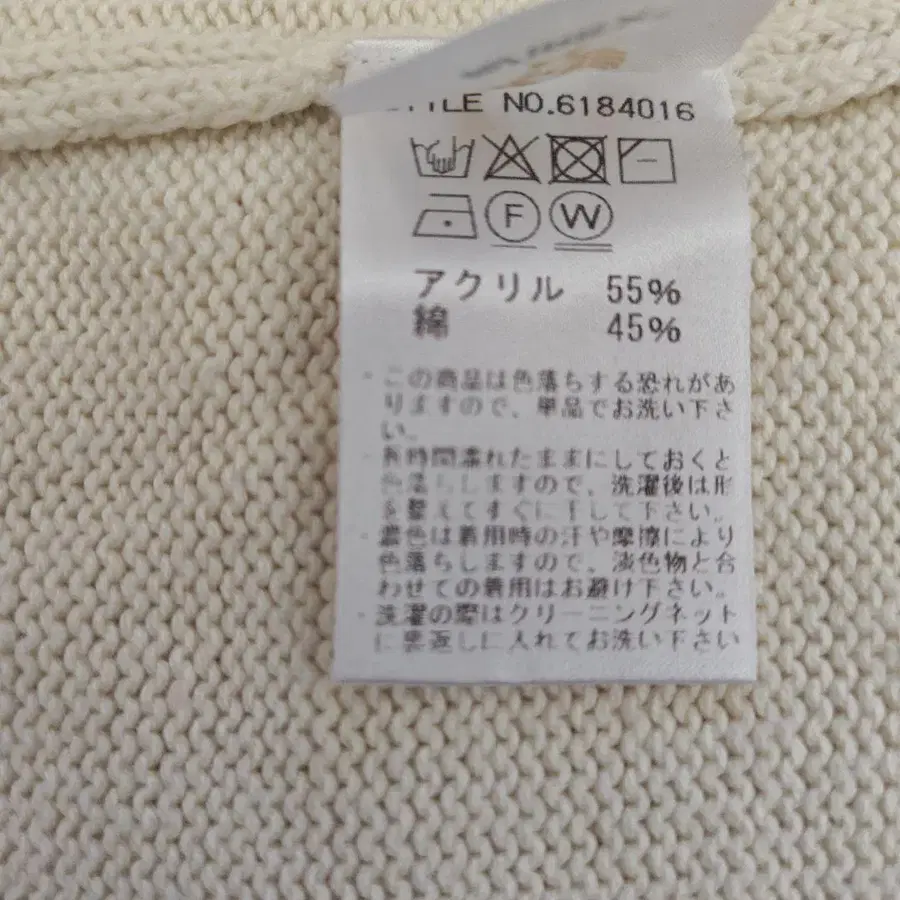 STYLE NO.6184016
F W
アクリル 55%
綿 45%
・この商品は色落ちする恐れがあ
りますので、単品でお洗い下さ
い。
・長時間濡れたままにしておくと
色落ちしますので、洗濯後は形
を整えてすぐに干して下さい。
・濃色は着用時の汗や摩擦により
色落ちしますので、淡色物と合
わせての着用はお避け下さい。
・洗濯の際はクリーニングネット
に裏返しに入れてお洗い下さい